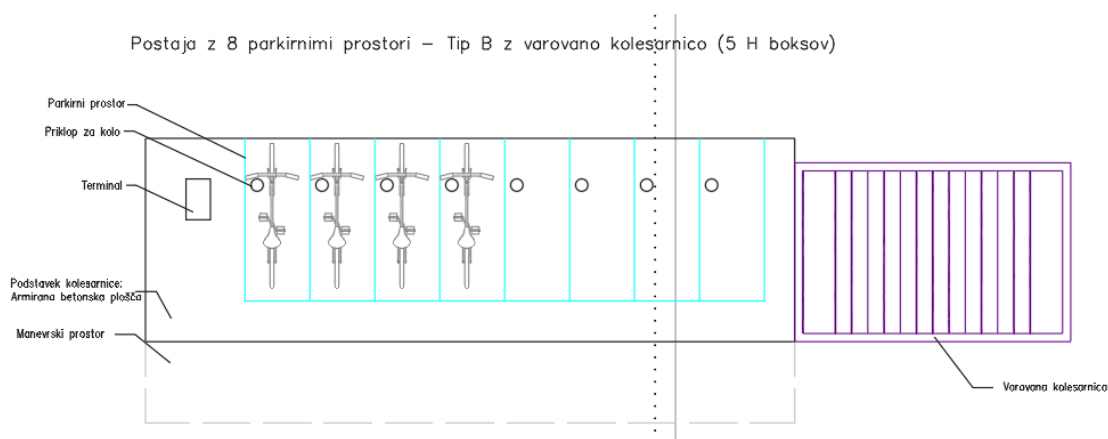 Postaja z 8 parkirnimi prostori – Tip B z varovano kolesarnico (5 H boksov)
Parkirni prostor
Priklop za kolo
Terminal
Podstavek kolesarnice:
Armirana betonska plošča
Manevrski prostor
Varavana kolesarnica